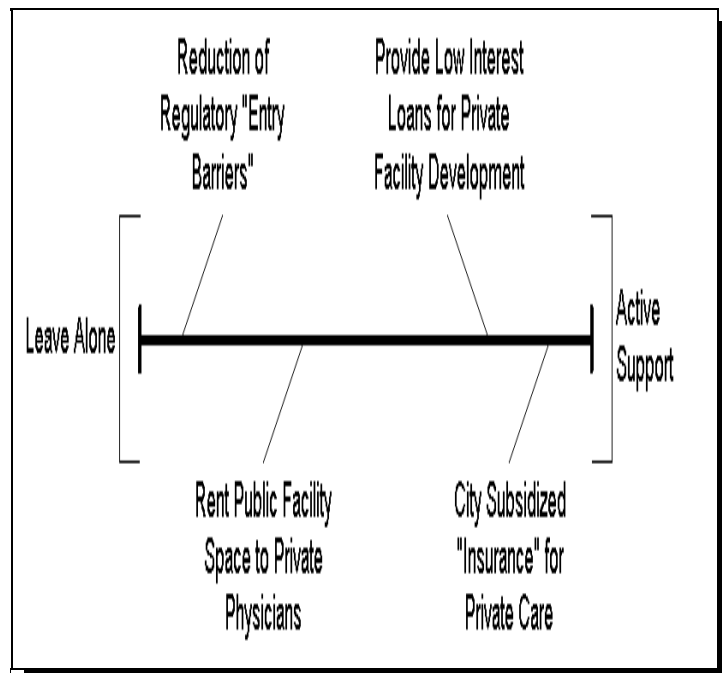 Reduction of
Regulatory "Entry
Barriers"
Provide Low Interest
Loans for Private
Facility Development
Leave Alone
Active
Support
Rent Public Facility
Space to Private
Physicians
City Subsidized
"Insurance" for
Private Care